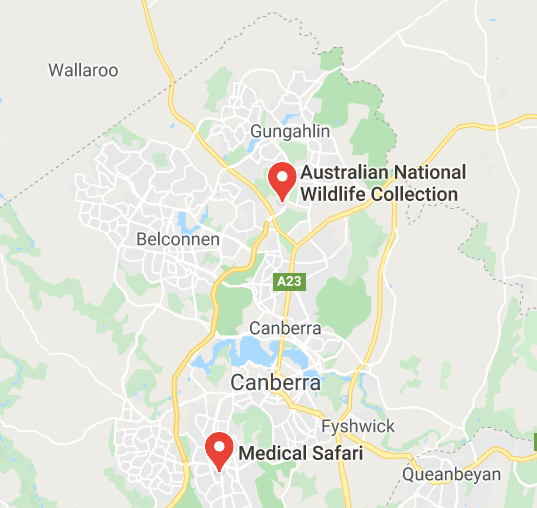 Wallaroo
Gungahlin
Australian National
Wildlife Collection
Belconnen
A23
Canberra
Canberra
Fyshwick
Medical Safari
Queanbeyan